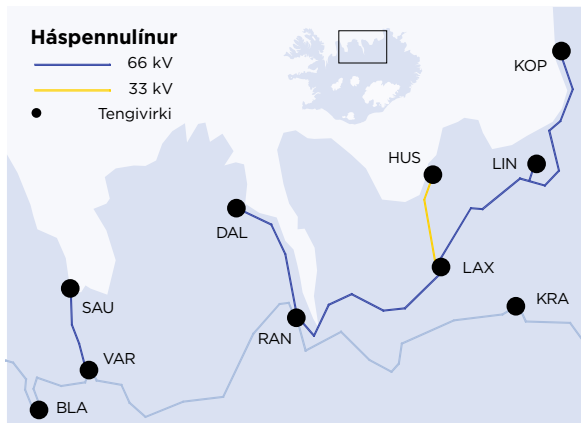 Háspennulínur
66 kV
33 kV
Tengivirki
KOP
HUS
LIN
DAL
LAX
SAU
KRA
RAN
VAR
BLA